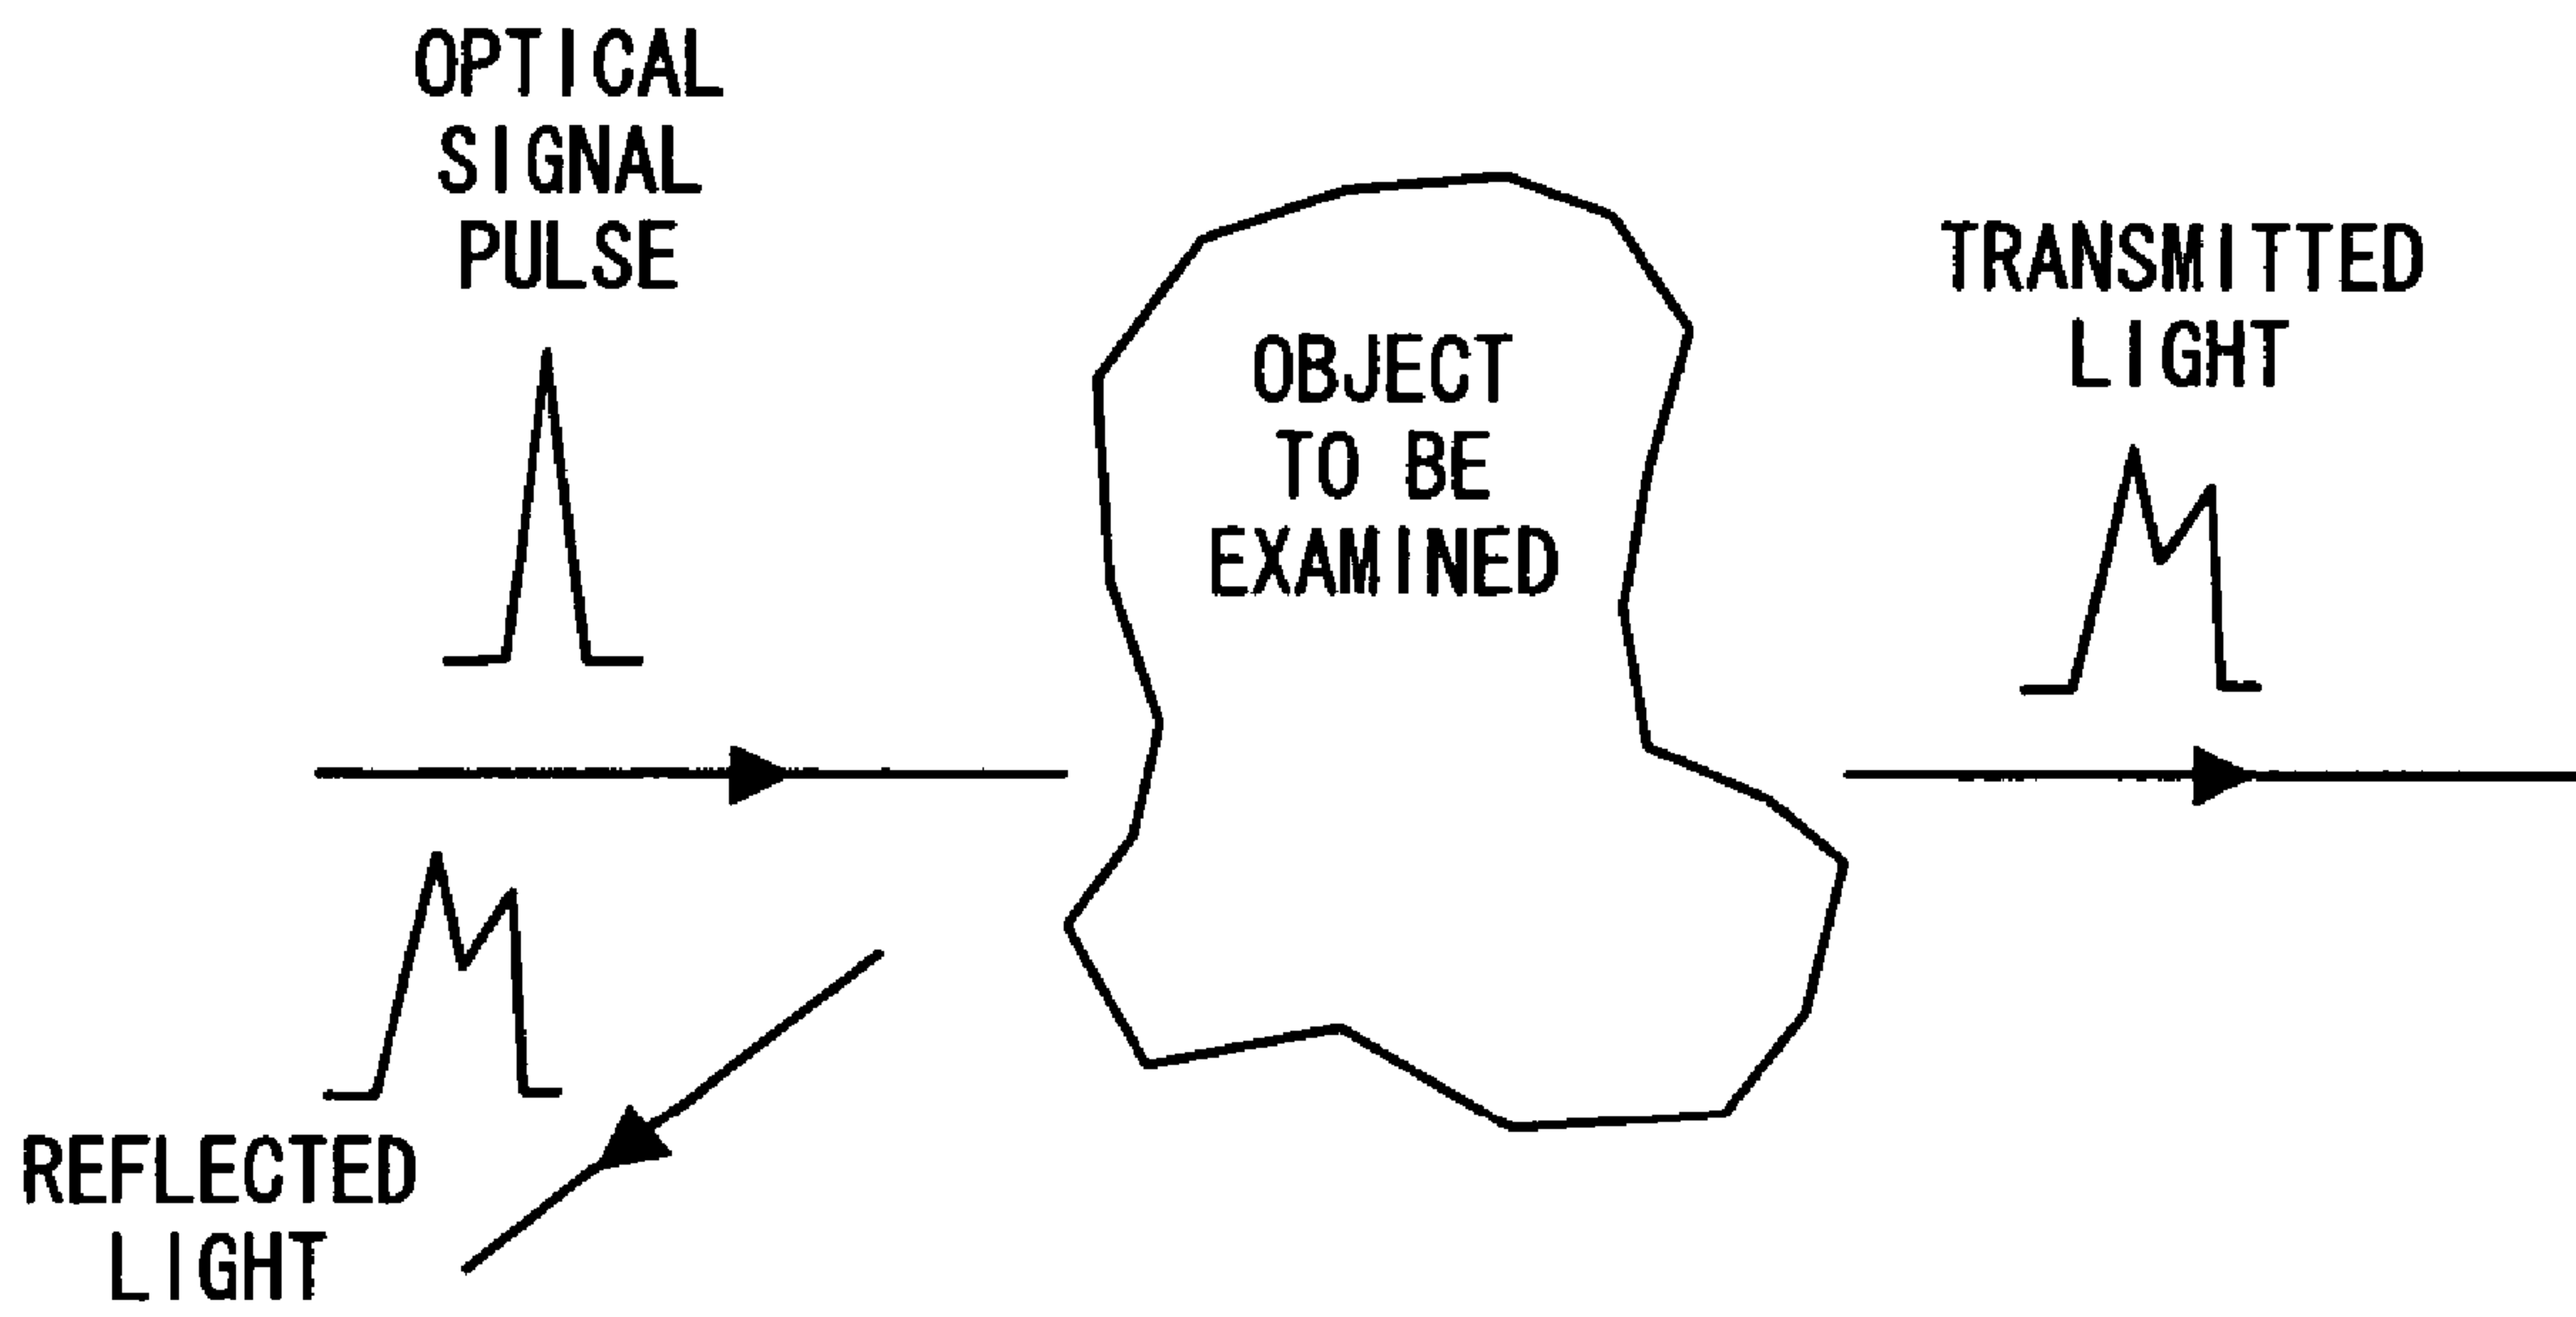 OPTICAL
SIGNAL
PULSE
OBJECT
TO BE
EXAMINED
TRANSMITTED
LIGHT
REFLECTED
LIGHT